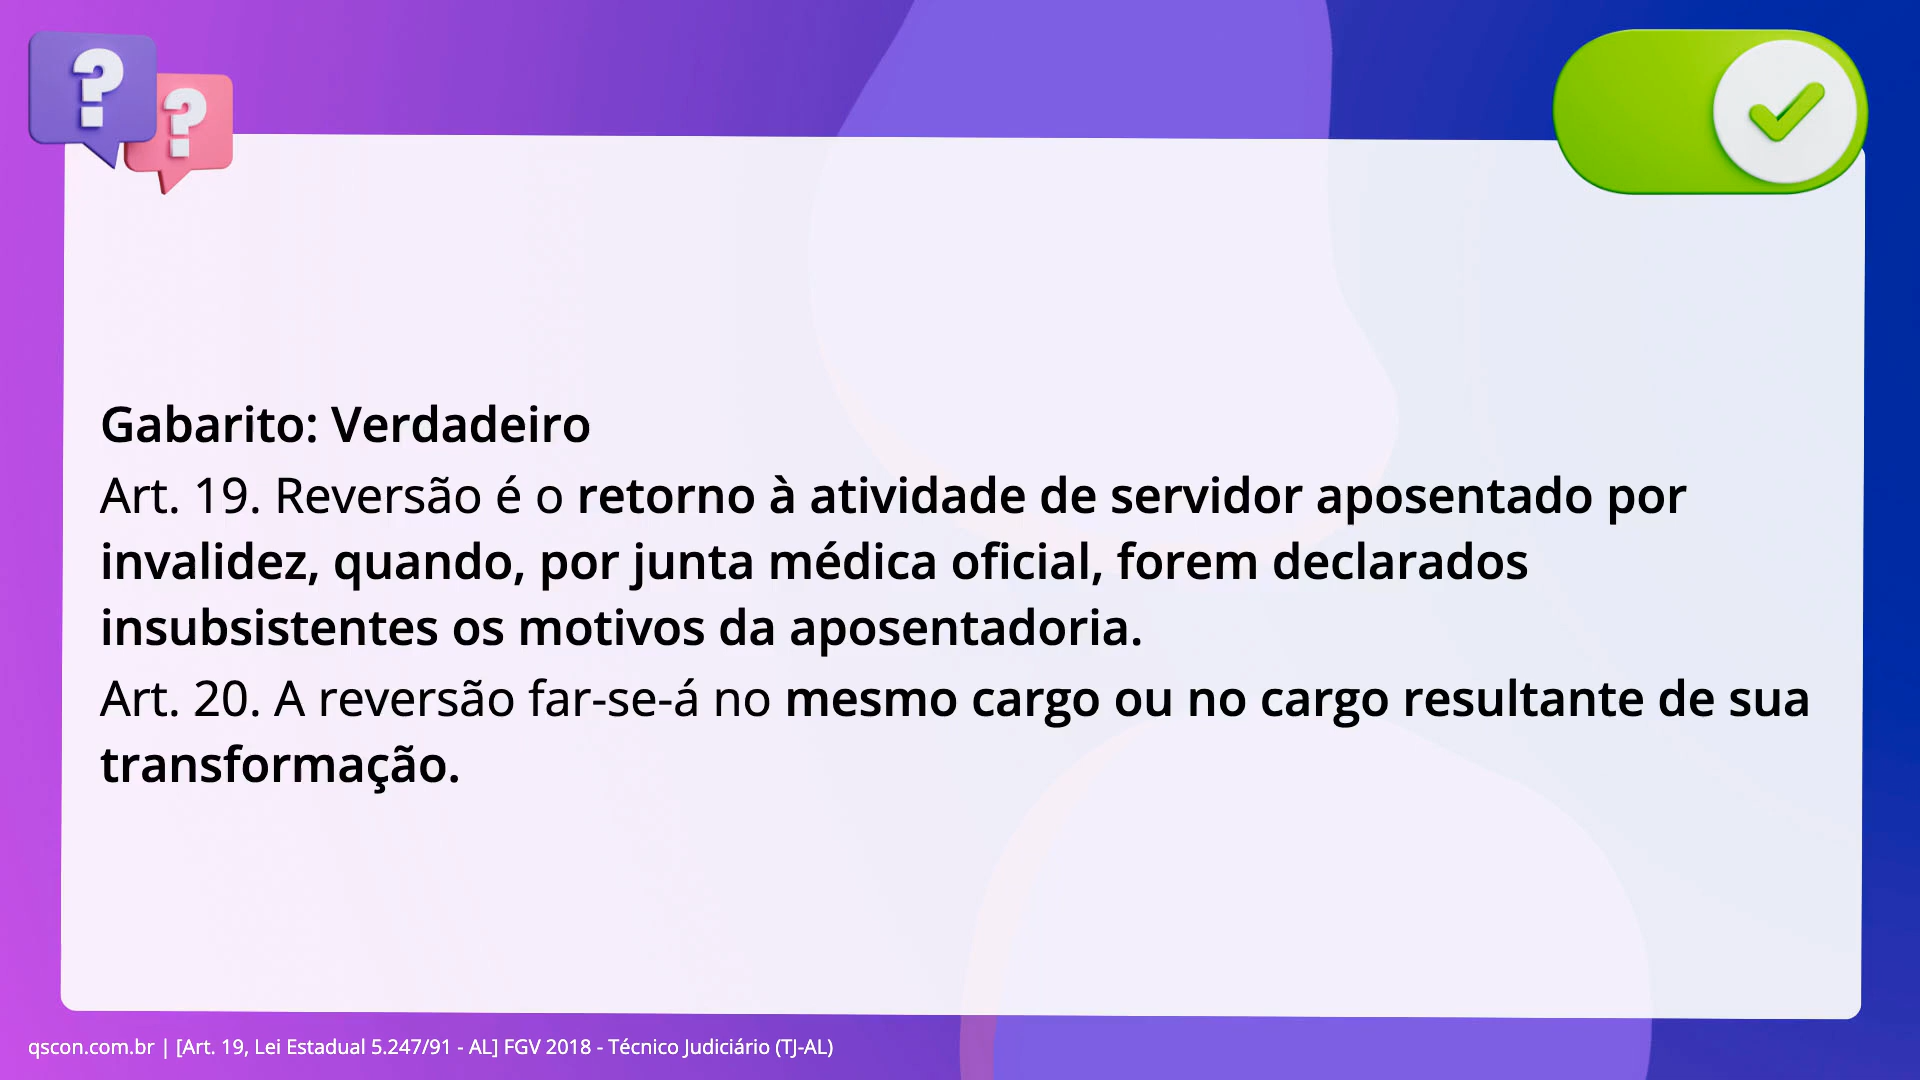 ?
?
Gabarito: Verdadeiro
Art. 19. Reversão é o retorno à atividade de servidor aposentado por
invalidez, quando, por junta médica oficial, forem declarados
insubsistentes os motivos da aposentadoria.
Art. 20. A reversão far-se-á no mesmo cargo ou no cargo resultante de sua
transformação.
qscon.com.br | [Art. 19, Lei Estadual 5.247/91 - AL] FGV 2018 - Técnico Judiciário (TJ-AL)